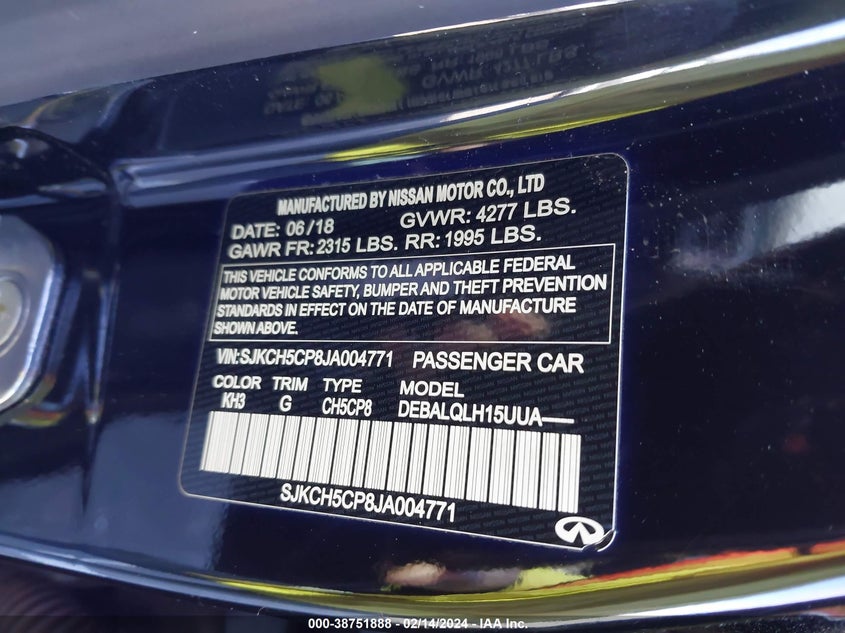 MANUFACTURED BY NISSAN MOTOR CO., LTD
DATE: 06/18 GVWR: 4277 LBS.
GAWR FR: 2315 LBS. RR: 1995 LBS.
THIS VEHICLE CONFORMS TO ALL APPLICABLE FEDERAL
MOTOR VEHICLE SAFETY, BUMPER AND THEFT PREVENTION
STANDARDS IN EFFECT ON THE DATE OF MANUFACTURE
SHOWN ABOVE.
VIN:SJKCH5CP8JA004771 PASSENGER CAR
COLOR TRIM TYPE MODEL
KH3 G CH5CP8 DEBALQLH15UUA—
SJKCH5CP8JA004771
000-38751888 - 02/14/2024 - IAA Inc.